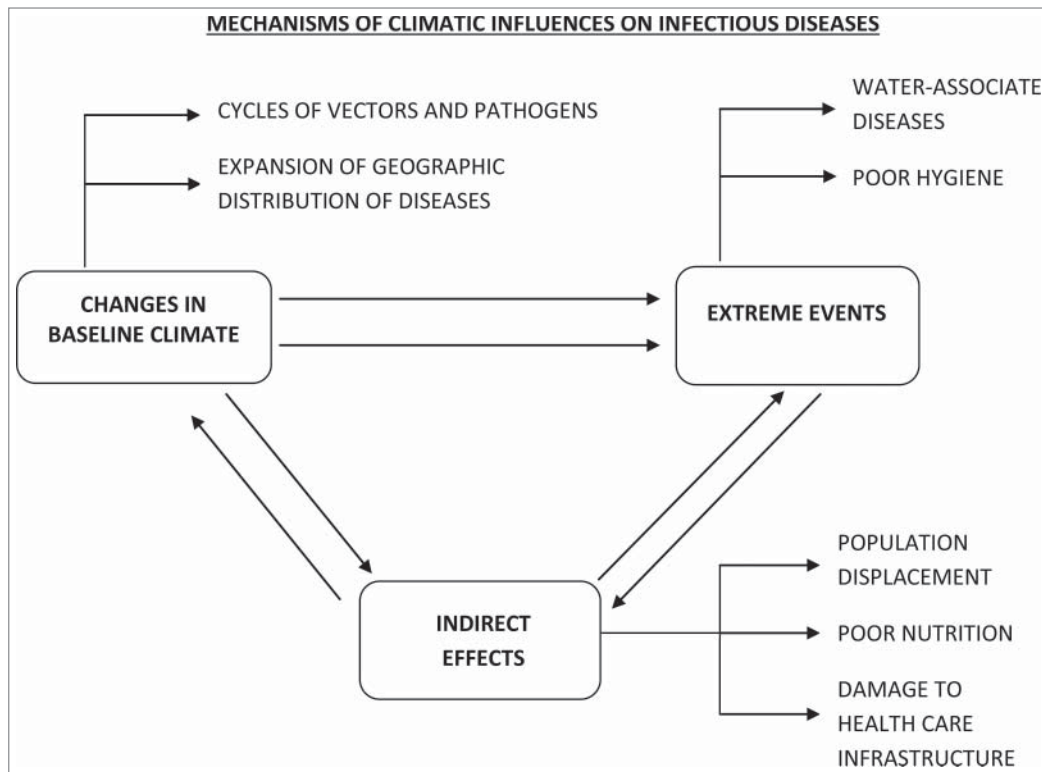 MECHANISMS OF CLIMATIC INFLUENCES ON INFECTIOUS DISEASES
CYCLES OF VECTORS AND PATHOGENS
EXPANSION OF GEOGRAPHIC
DISTRIBUTION OF DISEASES
WATER-ASSOCIATE
DISEASES
POOR HYGIENE
CHANGES IN
BASELINE CLIMATE
EXTREME EVENTS
INDIRECT
EFFECTS
POPULATION
DISPLACEMENT
POOR NUTRITION
DAMAGE TO
HEALTH CARE
INFRASTRUCTURE